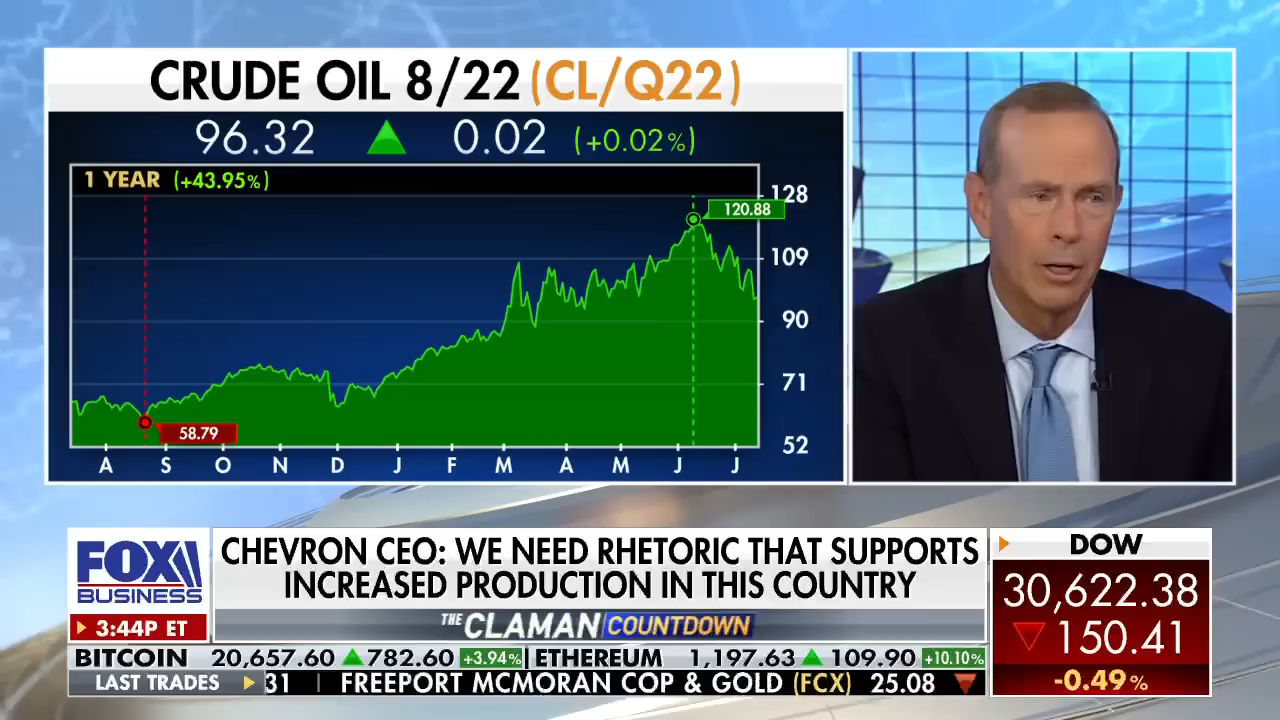 CRUDE OIL 8/22 (CL/Q22)
96.32 ▲ 0.02 (+0.02%)
1 YEAR (+43.95%)
128
120.88
109
90
71
58.79
52
A S O N D J F M A M J J
FOX
BUSINESS
3:44P ET
CHEVRON CEO: WE NEED RHETORIC THAT SUPPORTS
INCREASED PRODUCTION IN THIS COUNTRY
THE CLAMAN COUNTDOWN
DOW
30,622.38
▼ 150.41
-0.49%
BITCOIN 20,657.60 ▲ 782.60 +3.94% ETHEREUM 1,197.63 ▲ 109.90 +10.10%
LAST TRADES 31 | FREEPORT MCMORAN COP & GOLD (FCX) 25.08 ▼